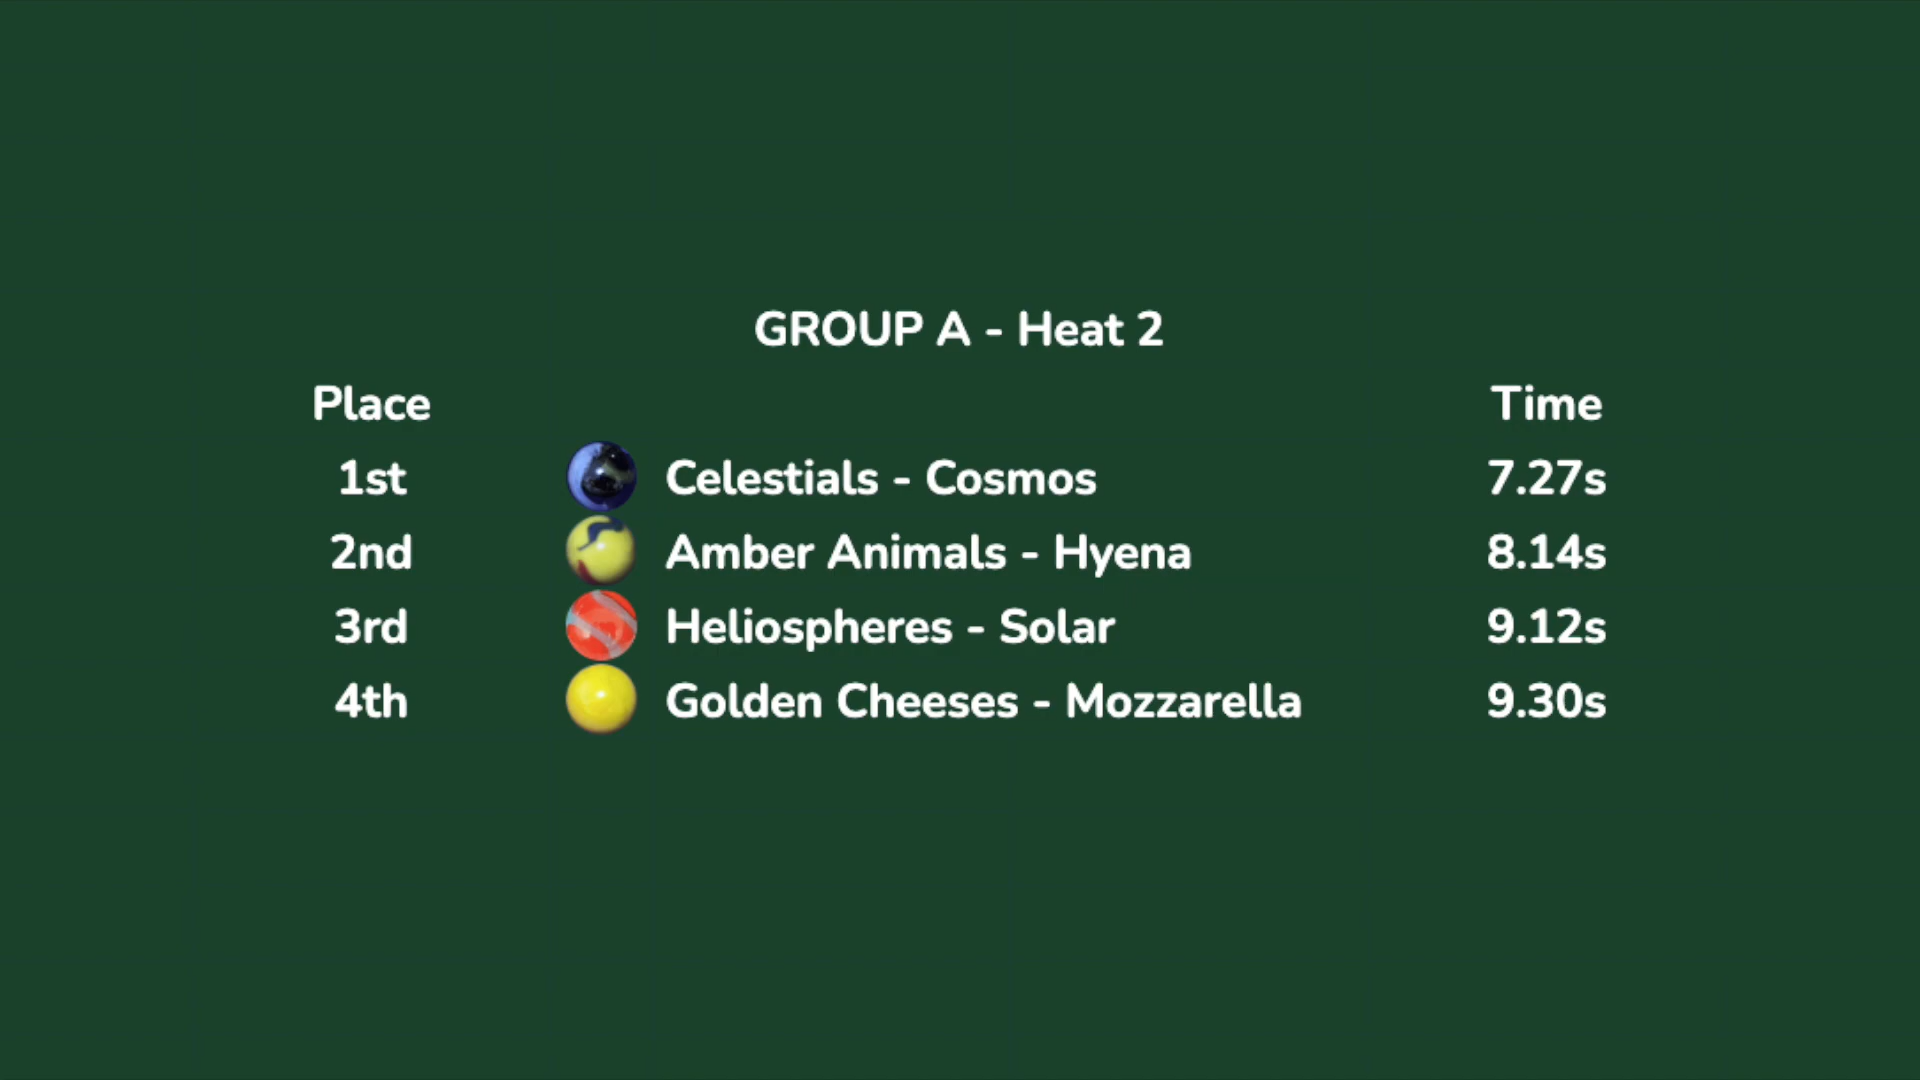 GROUP A - Heat 2
Place Time
1st Celestials - Cosmos 7.27s
2nd Amber Animals - Hyena 8.14s
3rd Heliospheres - Solar 9.12s
4th Golden Cheeses - Mozzarella 9.30s